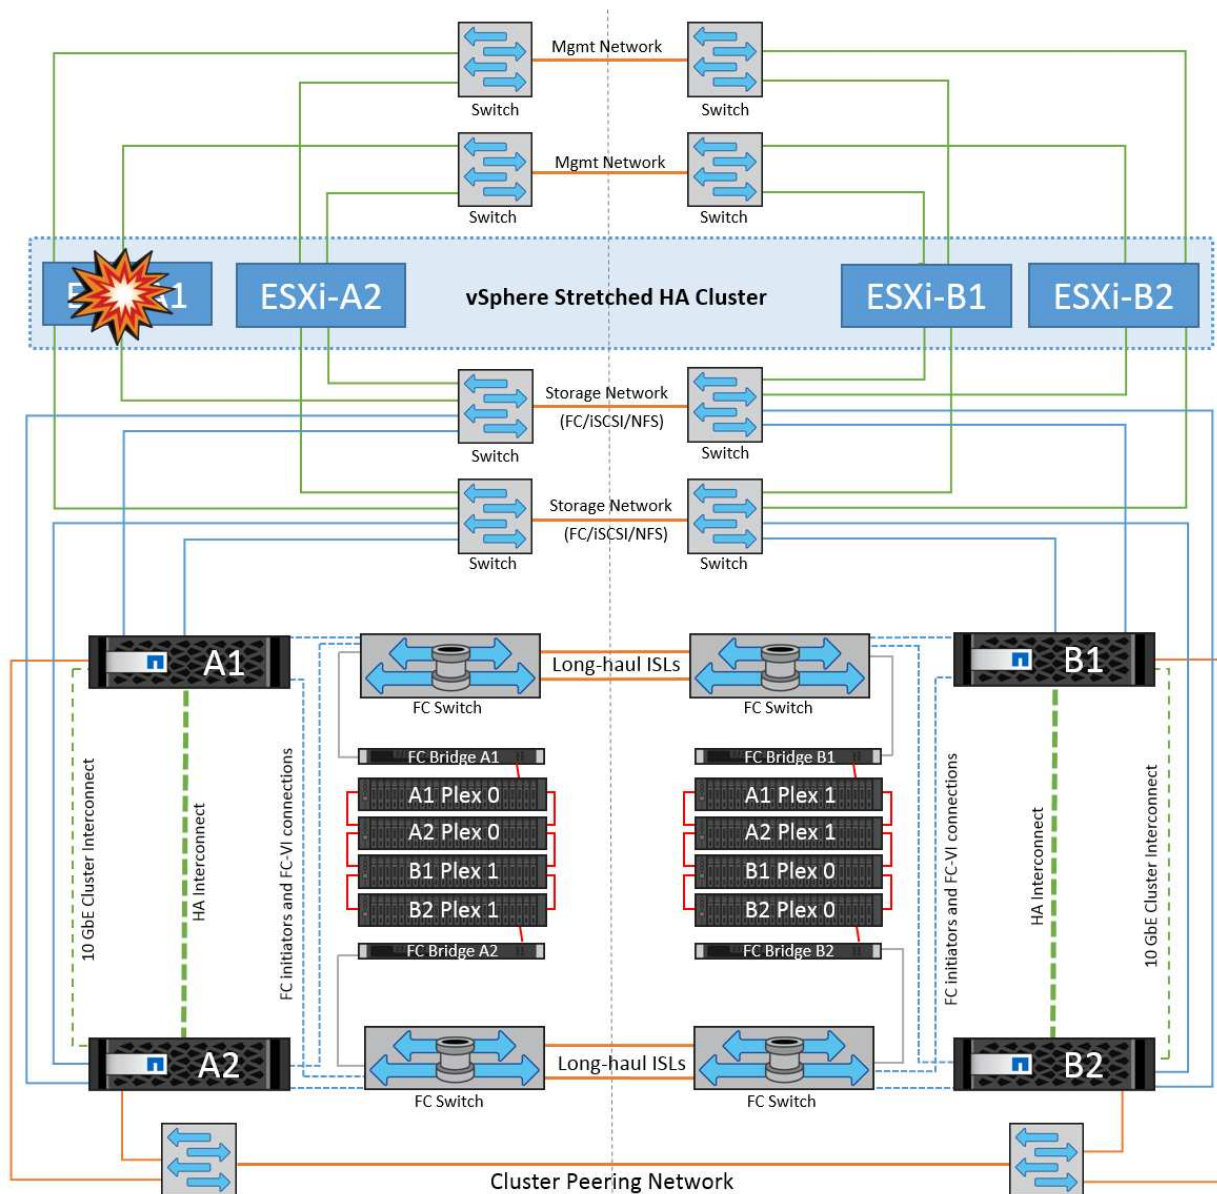 Mgmt Network
Switch
Switch
Mgmt Network
Switch
Switch
E A1
ESXi-A2
vSphere Stretched HA Cluster
ESXi-B1
ESXi-B2
Storage Network
(FC/iSCSI/NFS)
Switch
Switch
Storage Network
(FC/iSCSI/NFS)
Switch
Switch
A1
B1
Long-haul ISLs
FC Switch
FC Switch
FC Bridge A1
FC Bridge B1
A1 Plex 0
A1 Plex 1
A2 Plex 0
A2 Plex 1
B1 Plex 1
B1 Plex 0
B2 Plex 1
B2 Plex 0
FC Bridge A2
FC Bridge B2
10 GbE Cluster Interconnect
HA Interconnect
FC initiators and FC-VI connections
FC initiators and FC-VI connections
HA Interconnect
10 GbE Cluster Interconnect
A2
B2
Long-haul ISLs
FC Switch
FC Switch
Cluster Peering Network